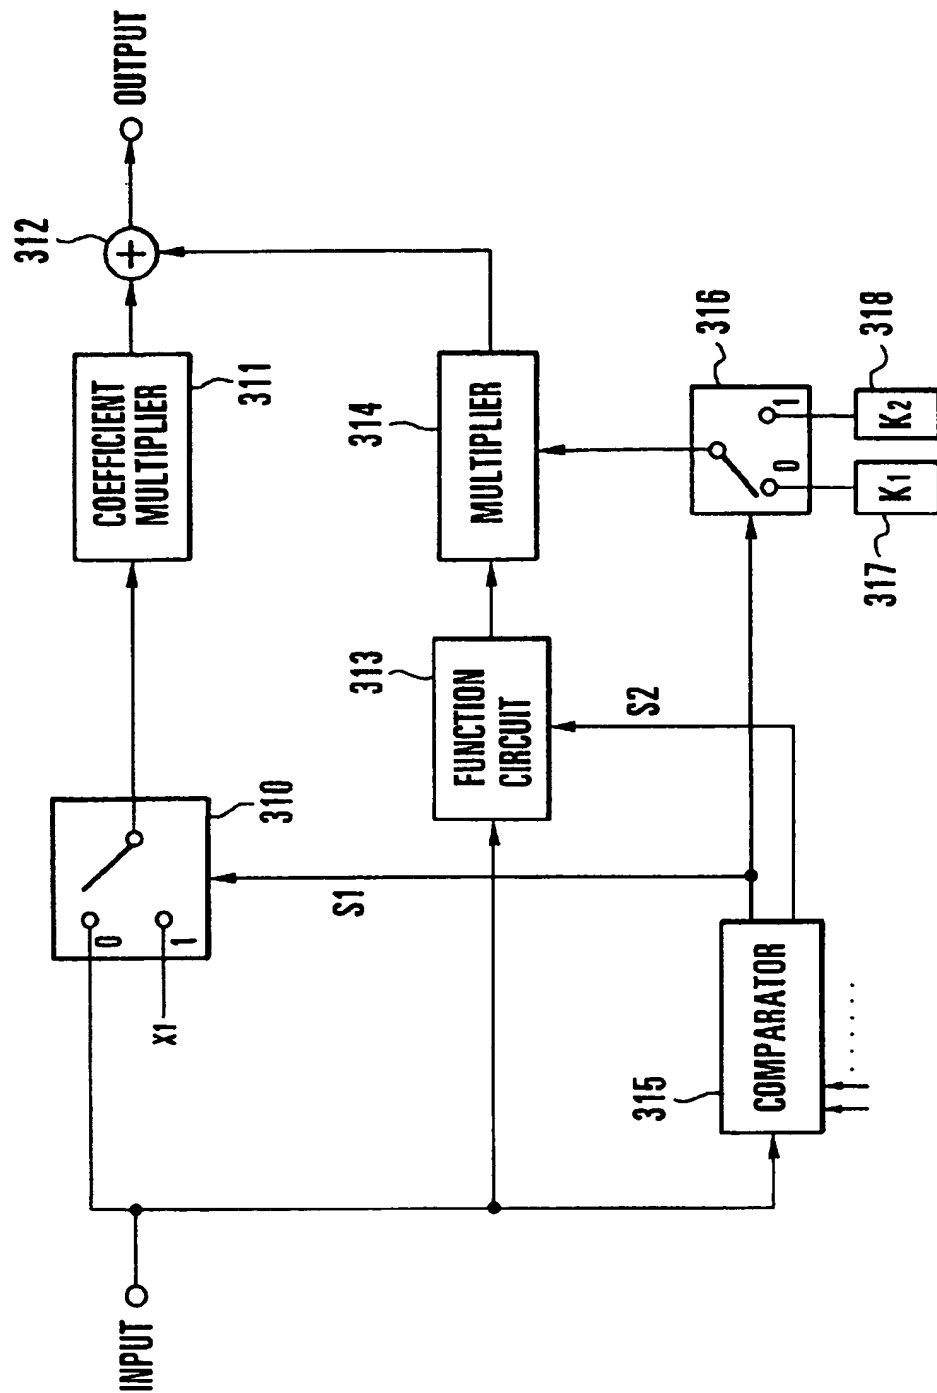 INPUT
X1
0
1
310
S1
COEFFICIENT
MULTIPLIER
311
312
OUTPUT
FUNCTION
CIRCUIT
313
S2
MULTIPLIER
314
COMPARATOR
315
......
0
1
316
K1
317
K2
318